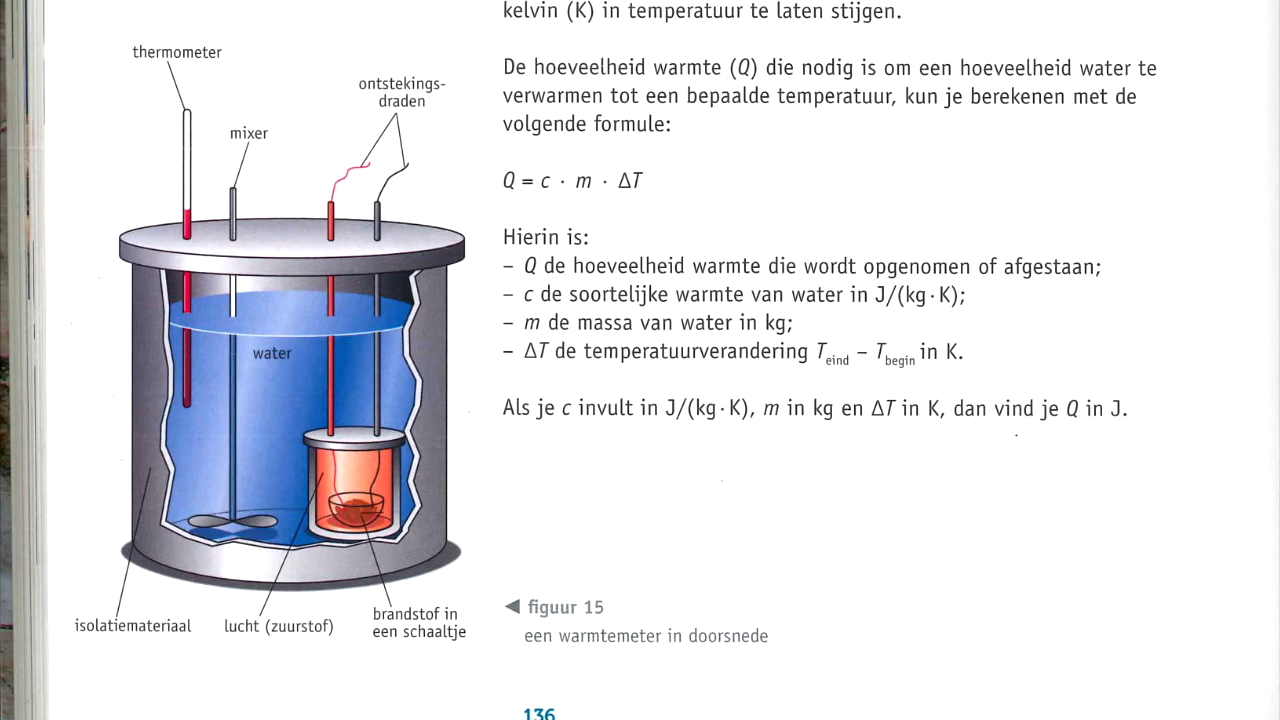 kelvin (K) in temperatuur te laten stijgen.
thermometer
ontstekings-
draden
mixer
water
isolatiemateriaal
lucht (zuurstof)
brandstof in
een schaaltje
De hoeveelheid warmte (Q) die nodig is om een hoeveelheid water te
verwarmen tot een bepaalde temperatuur, kun je berekenen met de
volgende formule:
Q = c · m · ΔT
Hierin is:
– Q de hoeveelheid warmte die wordt opgenomen of afgestaan;
– c de soortelijke warmte van water in J/(kg·K);
– m de massa van water in kg;
– ΔT de temperatuurverandering Teind – Tbegin in K.
Als je c invult in J/(kg·K), m in kg en ΔT in K, dan vind je Q in J.
◀ figuur 15
een warmtemeter in doorsnede
136